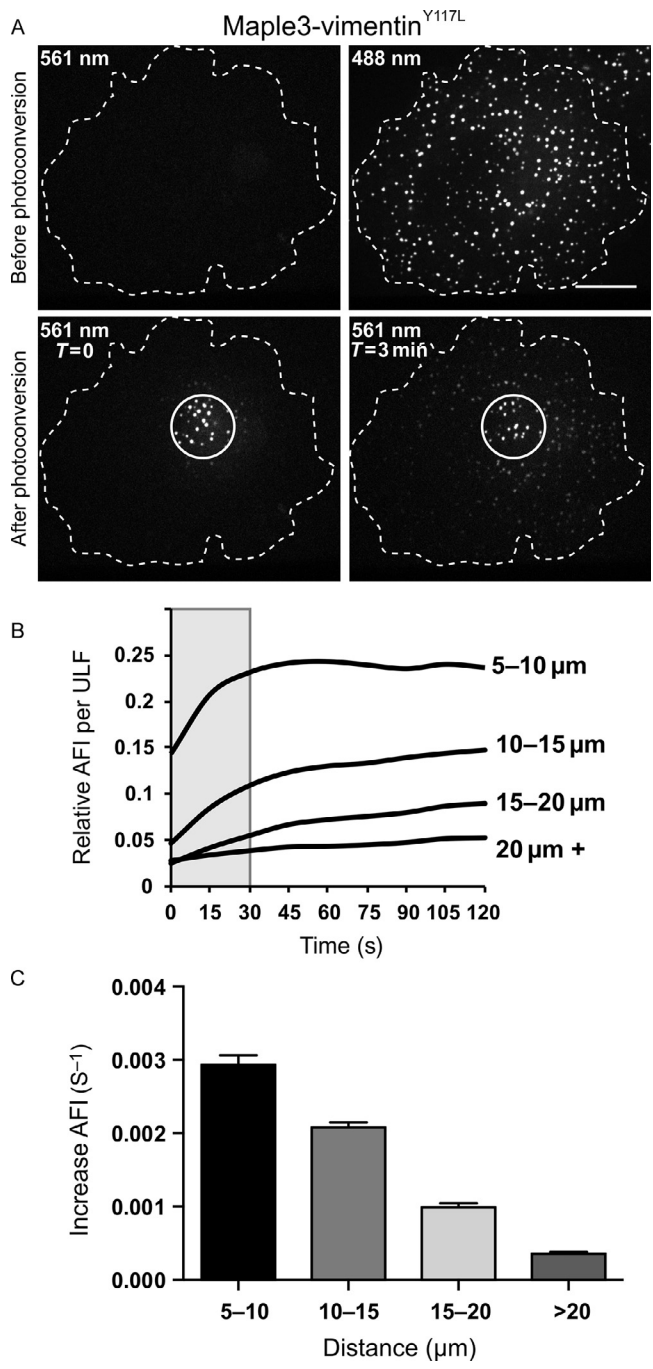 A
Maple3-vimentin^Y117L
Before photoconversion
561 nm
488 nm
After photoconversion
561 nm
T=0
561 nm
T=3 min
B
Relative AFI per ULF
0.25
0.2
0.15
0.1
0.05
0
5–10 µm
10–15 µm
15–20 µm
20 µm +
0 15 30 45 60 75 90 105 120
Time (s)
C
Increase AFI (S–1)
0.004
0.003
0.002
0.001
0.000
5–10 10–15 15–20 >20
Distance (µm)